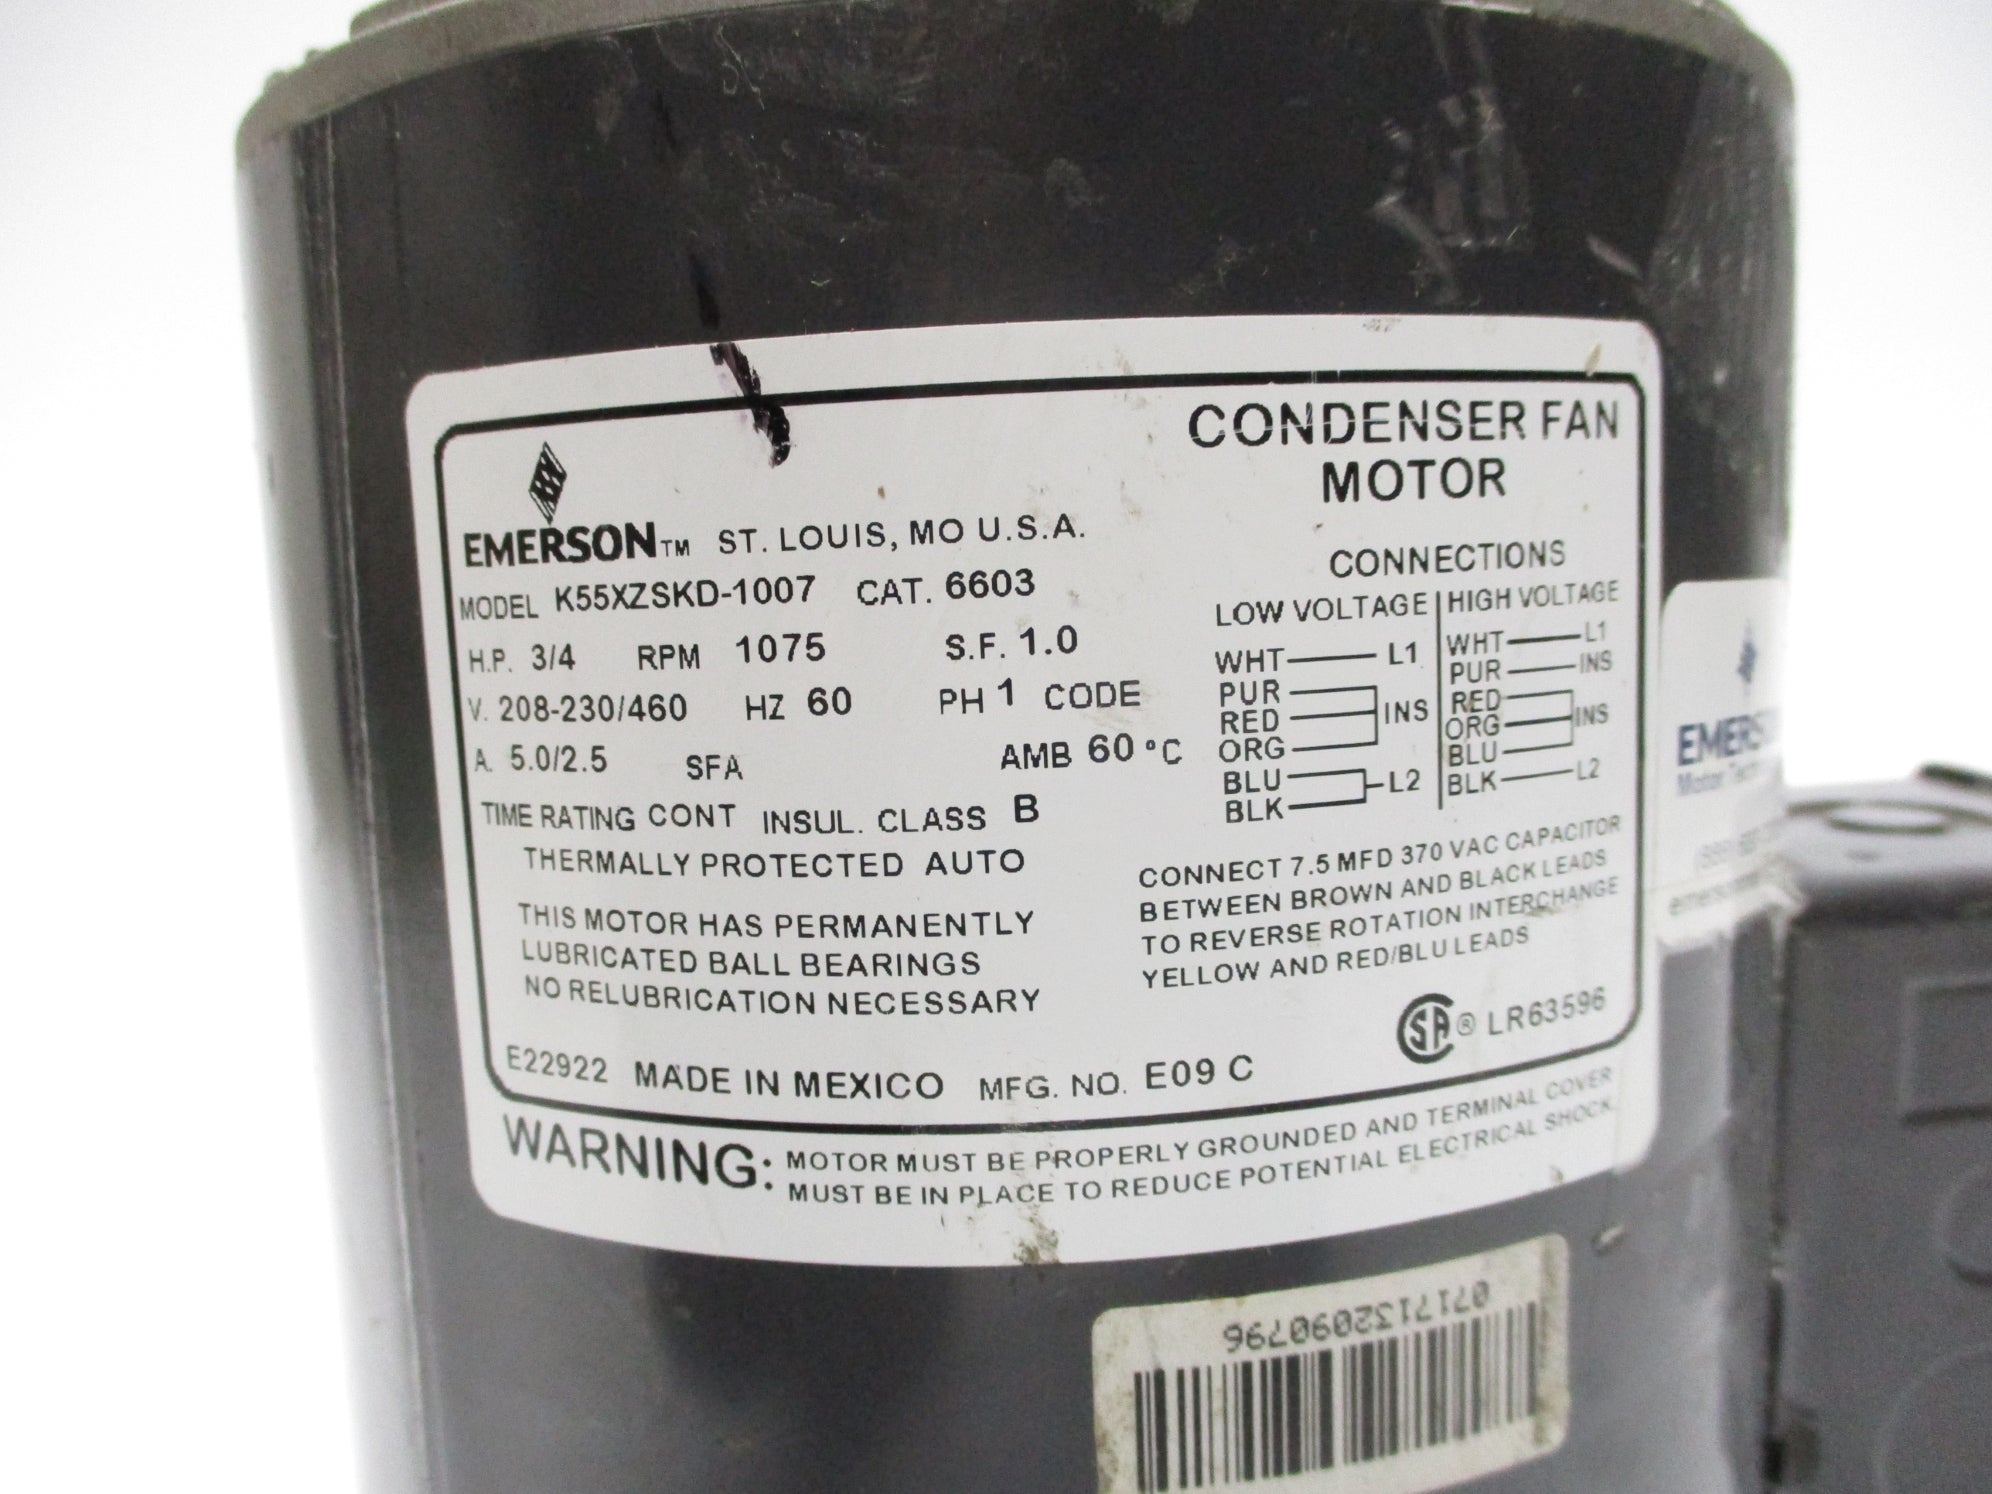 CONDENSER FAN
MOTOR
EMERSON TM ST. LOUIS, MO U.S.A.
MODEL K55XZSKD-1007 CAT. 6603
H.P. 3/4 RPM 1075 S.F. 1.0
V. 208-230/460 HZ 60 PH 1 CODE
A. 5.0/2.5 SFA AMB 60 °C
TIME RATING CONT INSUL. CLASS B
THERMALLY PROTECTED AUTO
THIS MOTOR HAS PERMANENTLY
LUBRICATED BALL BEARINGS
NO RELUBRICATION NECESSARY
CONNECTIONS
LOW VOLTAGE
WHT L1
PUR
RED INS
ORG
BLU L2
BLK
HIGH VOLTAGE
WHT L1
PUR INS
RED
ORG INS
BLU
BLK L2
CONNECT 7.5 MFD 370 VAC CAPACITOR
BETWEEN BROWN AND BLACK LEADS
TO REVERSE ROTATION INTERCHANGE
YELLOW AND RED/BLU LEADS
SA ® LR63596
E22922 MADE IN MEXICO MFG. NO. E09 C
WARNING: MOTOR MUST BE PROPERLY GROUNDED AND TERMINAL COVER
MUST BE IN PLACE TO REDUCE POTENTIAL ELECTRICAL SHOCK.
EMERS
Motor Tech
0717132090796